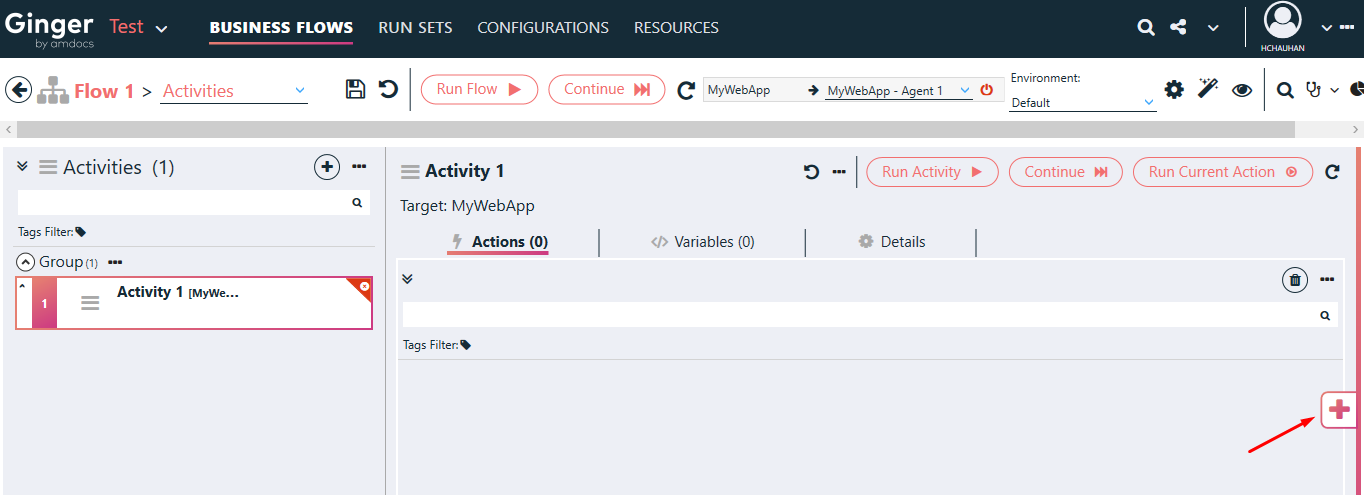 Ginger
by amdocs
Test
BUSINESS FLOWS
RUN SETS
CONFIGURATIONS
RESOURCES
HCHAUHAN
Flow 1 > Activities
Run Flow
Continue
MyWebApp
MyWebApp - Agent 1
Environment:
Default
Activities (1)
Tags Filter:
Group (1)
1
Activity 1 [MyWe...
Activity 1
Run Activity
Continue
Run Current Action
Target: MyWebApp
Actions (0)
Variables (0)
Details
Tags Filter: